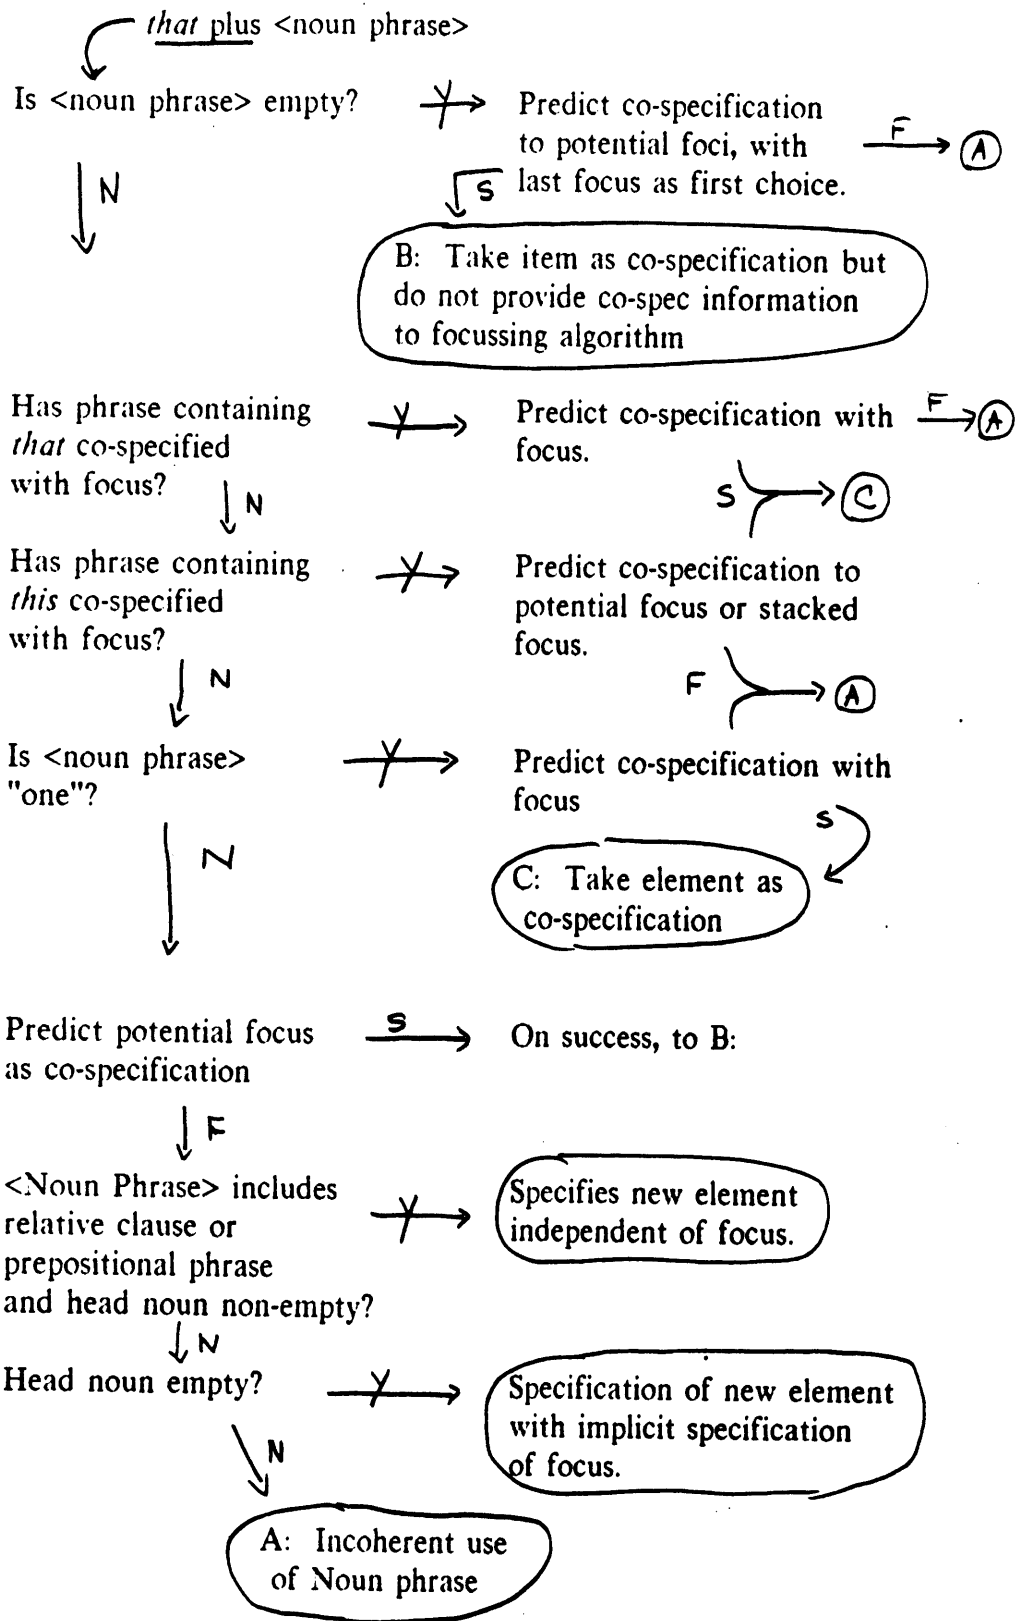 that plus <noun phrase>
Is <noun phrase> empty?
Y
Predict co-specification
to potential foci, with
last focus as first choice.
F
A
N
S
B: Take item as co-specification but
do not provide co-spec information
to focussing algorithm
Has phrase containing
that co-specified
with focus?
Y
Predict co-specification with
focus.
F
A
N
S
C
Has phrase containing
this co-specified
with focus?
Y
Predict co-specification to
potential focus or stacked
focus.
N
F
A
Is <noun phrase>
"one"?
Y
Predict co-specification with
focus
S
N
C: Take element as
co-specification
Predict potential focus
as co-specification
S
On success, to B:
F
<Noun Phrase> includes
relative clause or
prepositional phrase
and head noun non-empty?
Y
Specifies new element
independent of focus.
N
Head noun empty?
Y
Specification of new element
with implicit specification
of focus.
N
A: Incoherent use
of Noun phrase